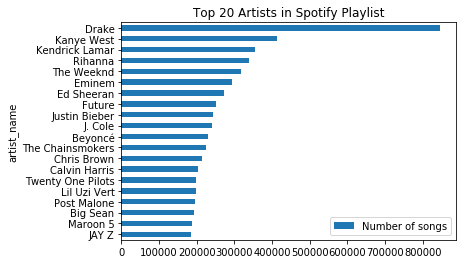 Top 20 Artists in Spotify Playlist
artist_name
Drake
Kanye West
Kendrick Lamar
Rihanna
The Weeknd
Eminem
Ed Sheeran
Future
Justin Bieber
J. Cole
Beyoncé
The Chainsmokers
Chris Brown
Calvin Harris
Twenty One Pilots
Lil Uzi Vert
Post Malone
Big Sean
Maroon 5
JAY Z
Number of songs
0 100000 200000 300000 400000 500000 600000 700000 800000